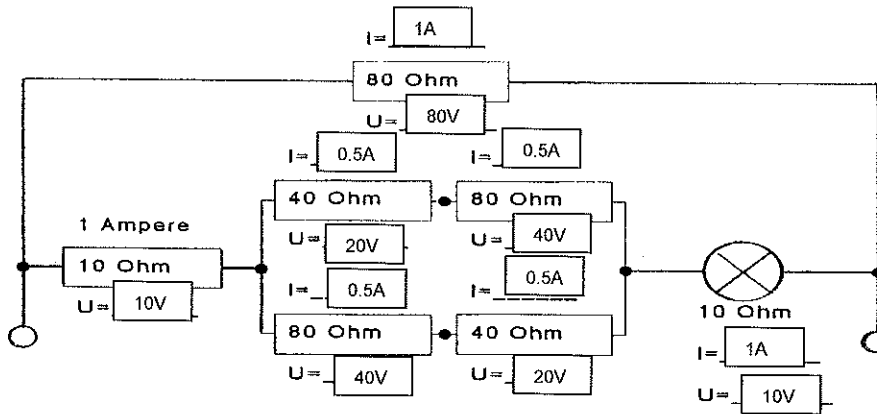 I= 1A
80 Ohm
U= 80V
I= 0.5A I= 0.5A
40 Ohm 80 Ohm
1 Ampere
U= 20V U= 40V
10 Ohm
I= 0.5A I= 0.5A
U= 10V
10 Ohm
80 Ohm 40 Ohm
I= 1A
U= 40V U= 20V
U= 10V